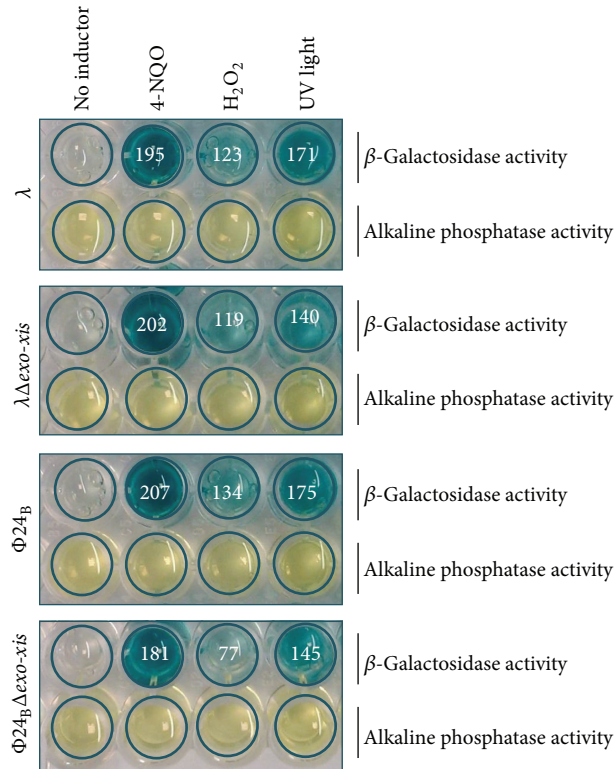 No inductor
4-NQO
H₂O₂
UV light
λ
195
123
171
β-Galactosidase activity
Alkaline phosphatase activity
λΔexo-xis
202
119
140
β-Galactosidase activity
Alkaline phosphatase activity
Φ24B
207
134
175
β-Galactosidase activity
Alkaline phosphatase activity
Φ24BΔexo-xis
181
77
145
β-Galactosidase activity
Alkaline phosphatase activity